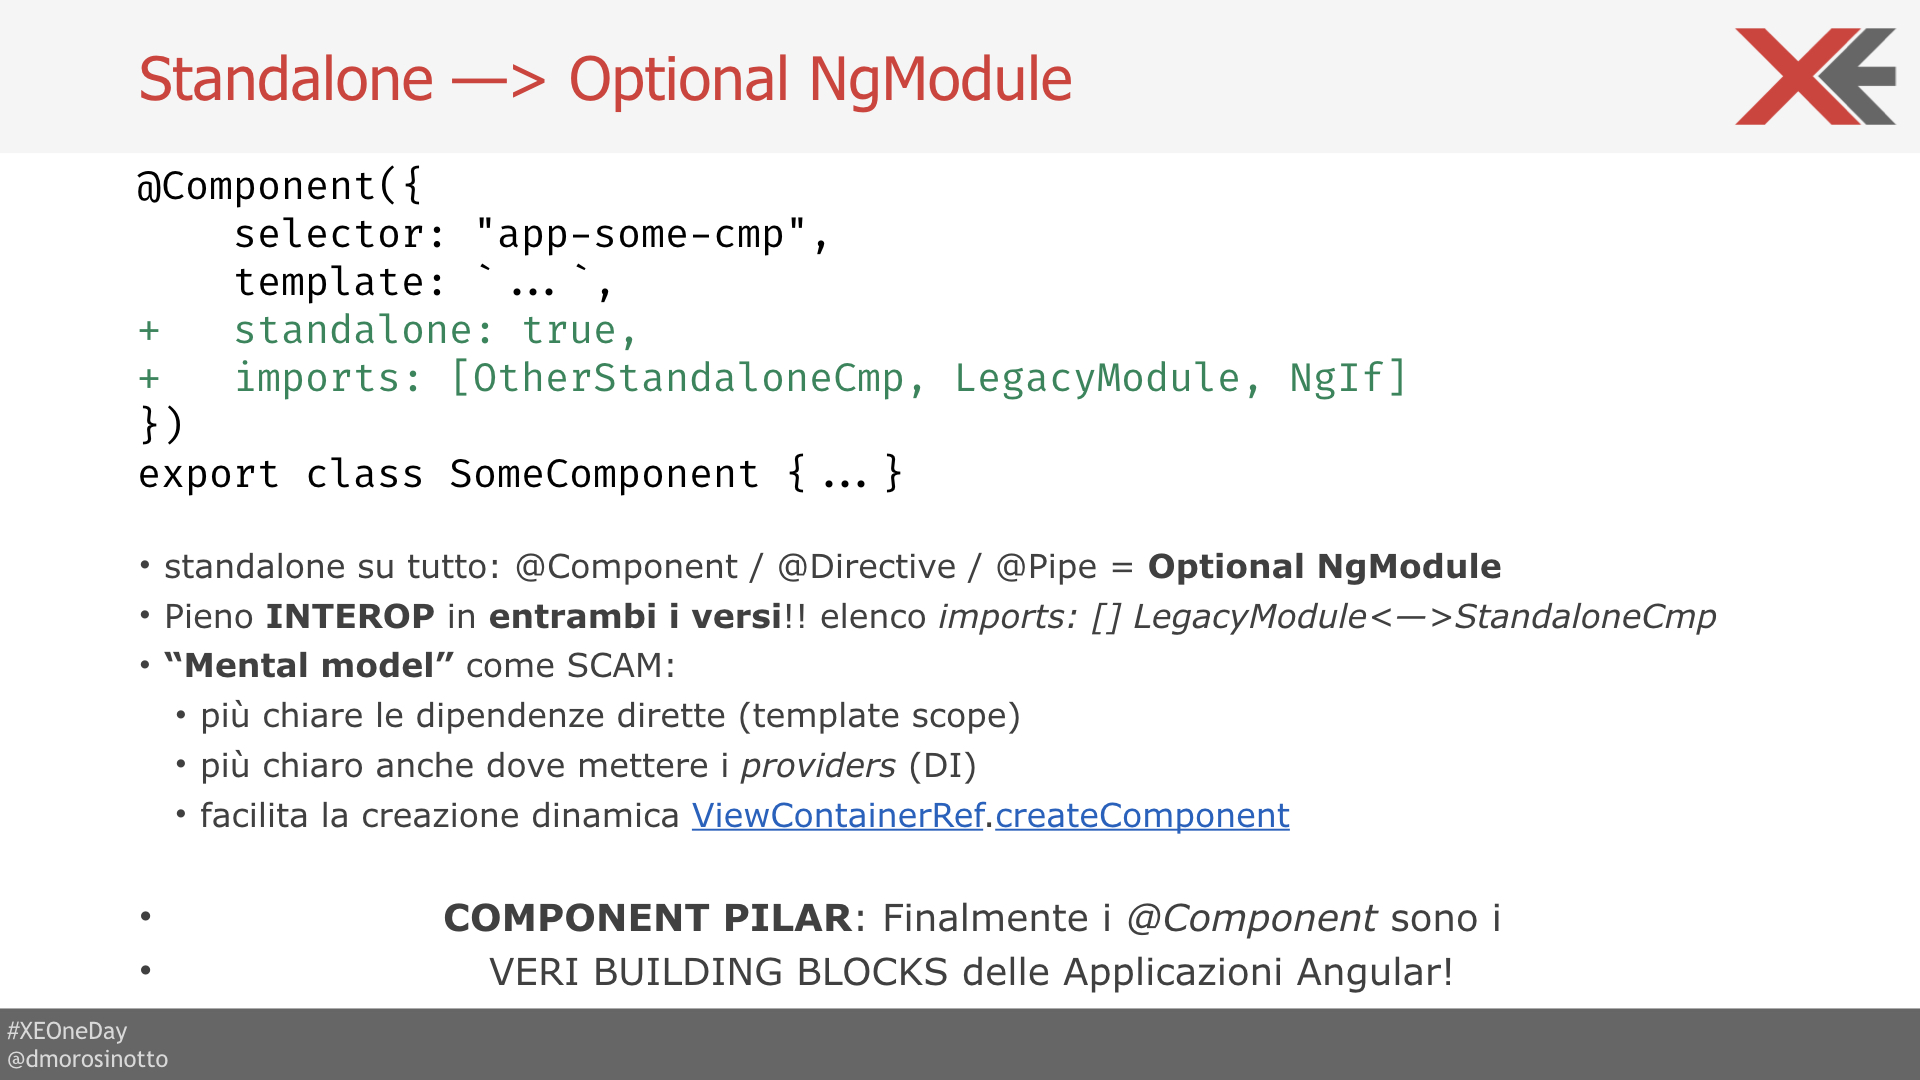 Standalone —> Optional NgModule
XE
@Component({
    selector: "app-some-cmp",
    template: `...`,
+   standalone: true,
+   imports: [OtherStandaloneCmp, LegacyModule, NgIf]
})
export class SomeComponent {...}
• standalone su tutto: @Component / @Directive / @Pipe = Optional NgModule
• Pieno INTEROP in entrambi i versi!! elenco imports: [] LegacyModule<—>StandaloneCmp
• “Mental model” come SCAM:
• più chiare le dipendenze dirette (template scope)
• più chiaro anche dove mettere i providers (DI)
• facilita la creazione dinamica ViewContainerRef.createComponent
• COMPONENT PILAR: Finalmente i @Component sono i
• VERI BUILDING BLOCKS delle Applicazioni Angular!
#XEOneDay
@dmorosinotto